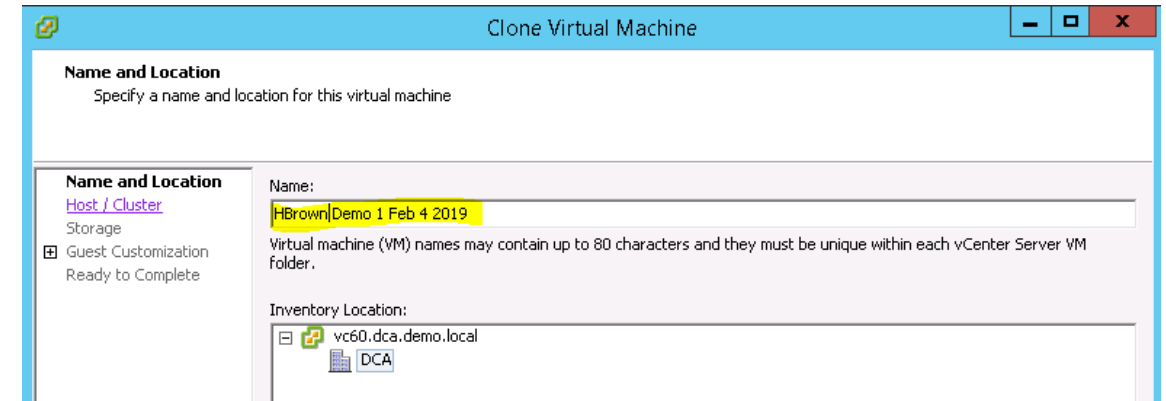 Clone Virtual Machine
Name and Location
Specify a name and location for this virtual machine
Name and Location
Host / Cluster
Storage
Guest Customization
Ready to Complete
Name:
HBrown Demo 1 Feb 4 2019
Virtual machine (VM) names may contain up to 80 characters and they must be unique within each vCenter Server VM
folder.
Inventory Location:
vc60.dca.demo.local
DCA